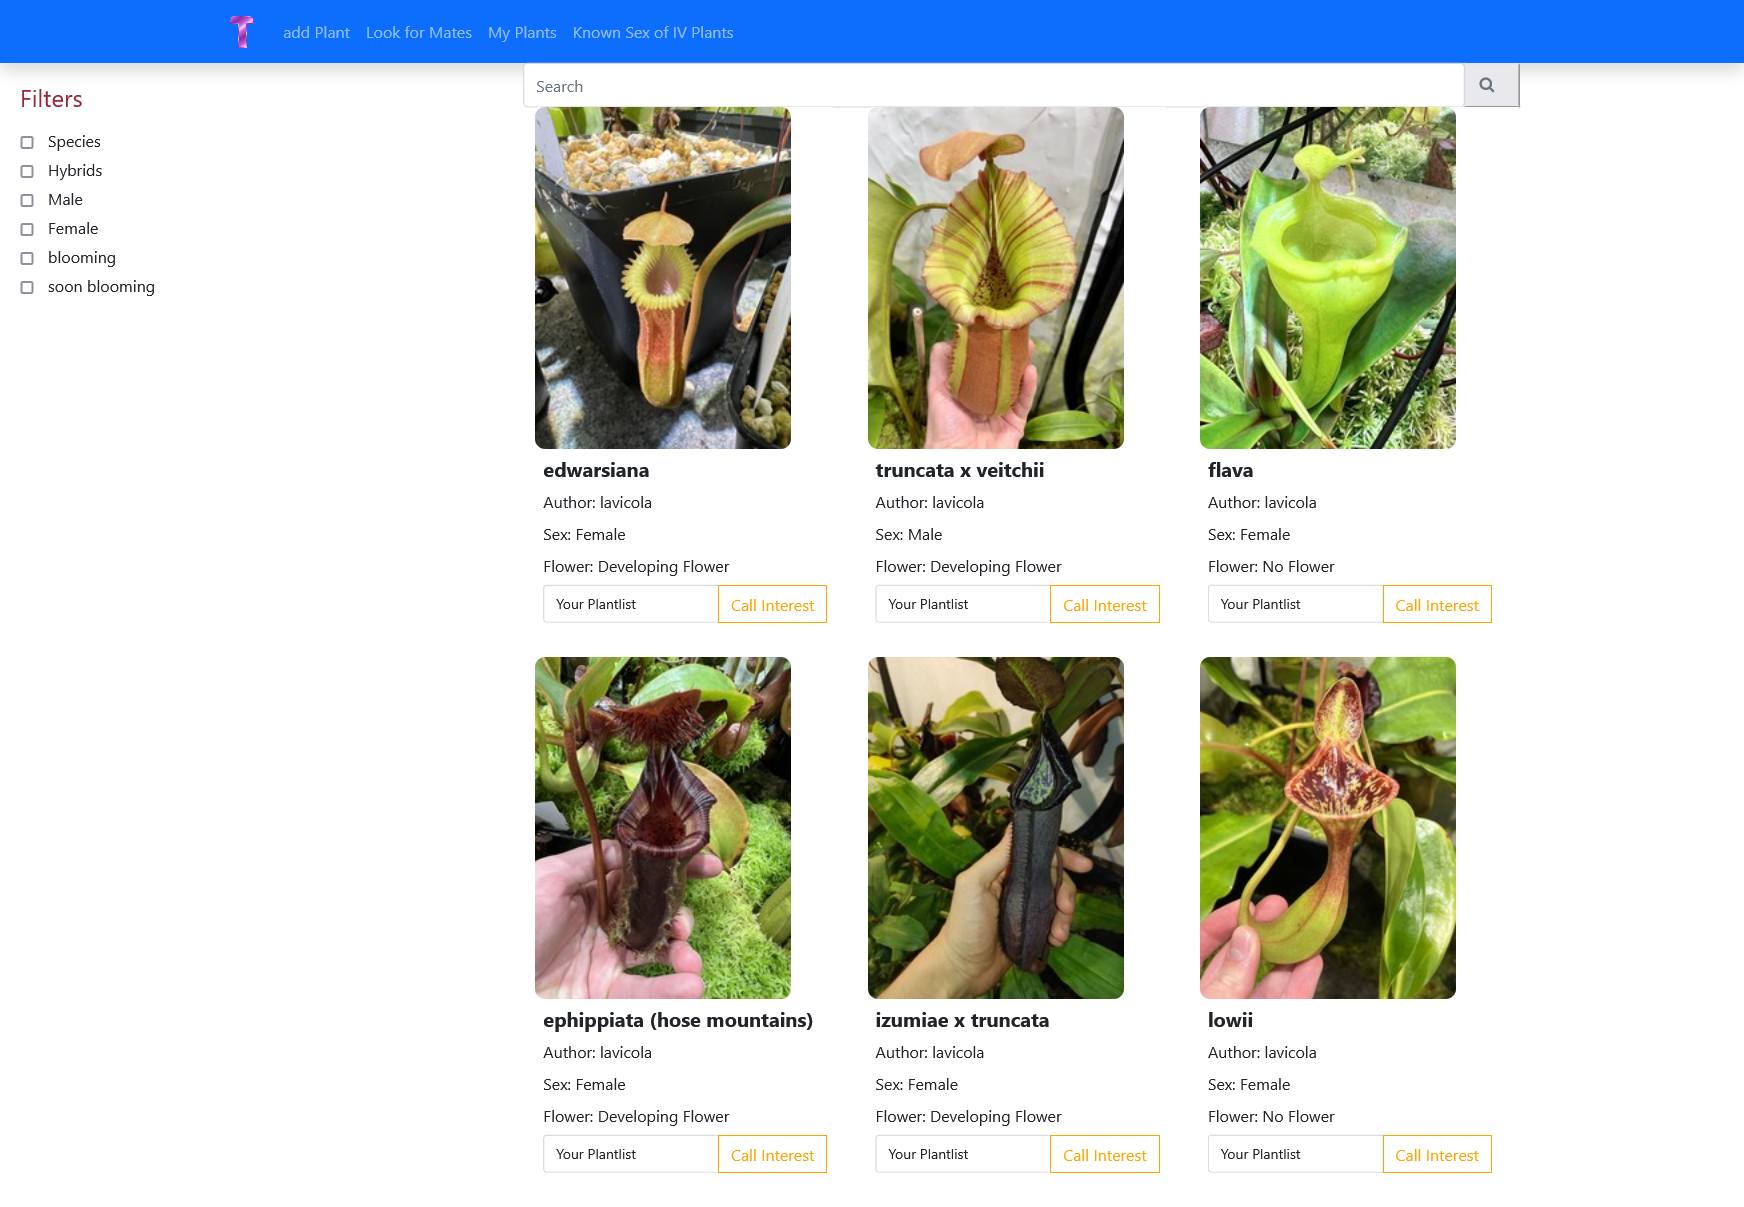 T
add Plant Look for Mates My Plants Known Sex of IV Plants
Search
Filters
Species
Hybrids
Male
Female
blooming
soon blooming
edwarsiana
Author: lavicola
Sex: Female
Flower: Developing Flower
Your Plantlist Call Interest
truncata x veitchii
Author: lavicola
Sex: Male
Flower: Developing Flower
Your Plantlist Call Interest
flava
Author: lavicola
Sex: Female
Flower: No Flower
Your Plantlist Call Interest
ephippiata (hose mountains)
Author: lavicola
Sex: Female
Flower: Developing Flower
Your Plantlist Call Interest
izumiae x truncata
Author: lavicola
Sex: Female
Flower: Developing Flower
Your Plantlist Call Interest
lowii
Author: lavicola
Sex: Female
Flower: No Flower
Your Plantlist Call Interest